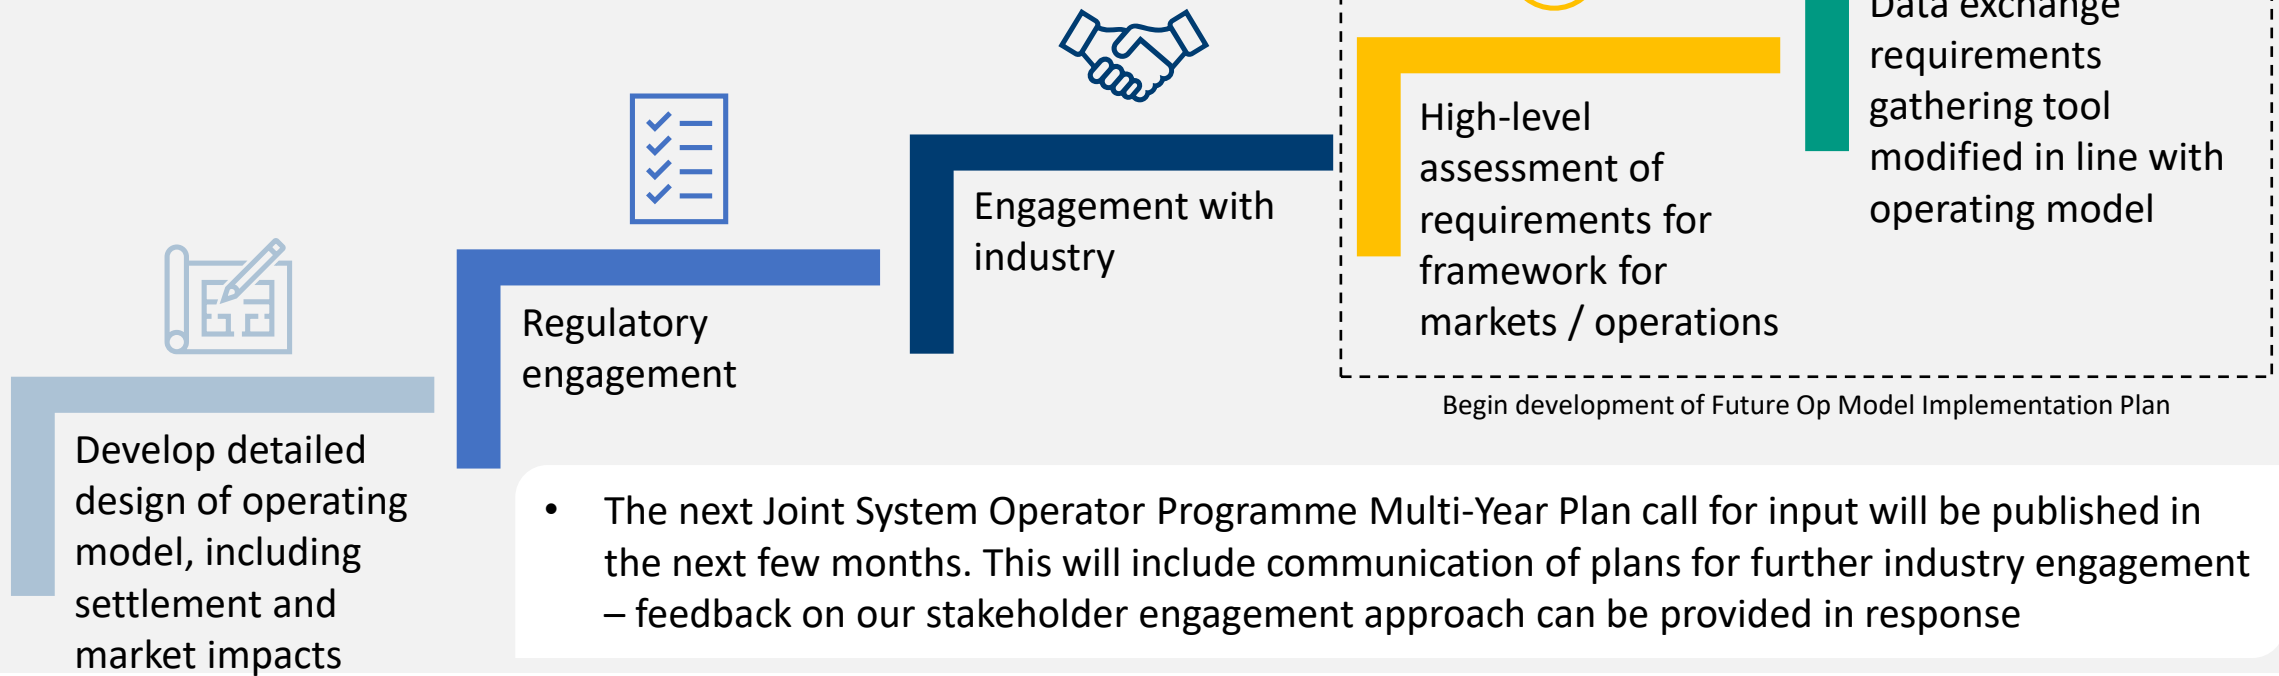 Develop detailed
design of operating
model, including
settlement and
market impacts
Regulatory
engagement
Engagement with
industry
High-level
assessment of
requirements for
framework for
markets / operations
Data exchange
requirements
gathering tool
modified in line with
operating model
Begin development of Future Op Model Implementation Plan
• The next Joint System Operator Programme Multi-Year Plan call for input will be published in
the next few months. This will include communication of plans for further industry engagement
– feedback on our stakeholder engagement approach can be provided in response